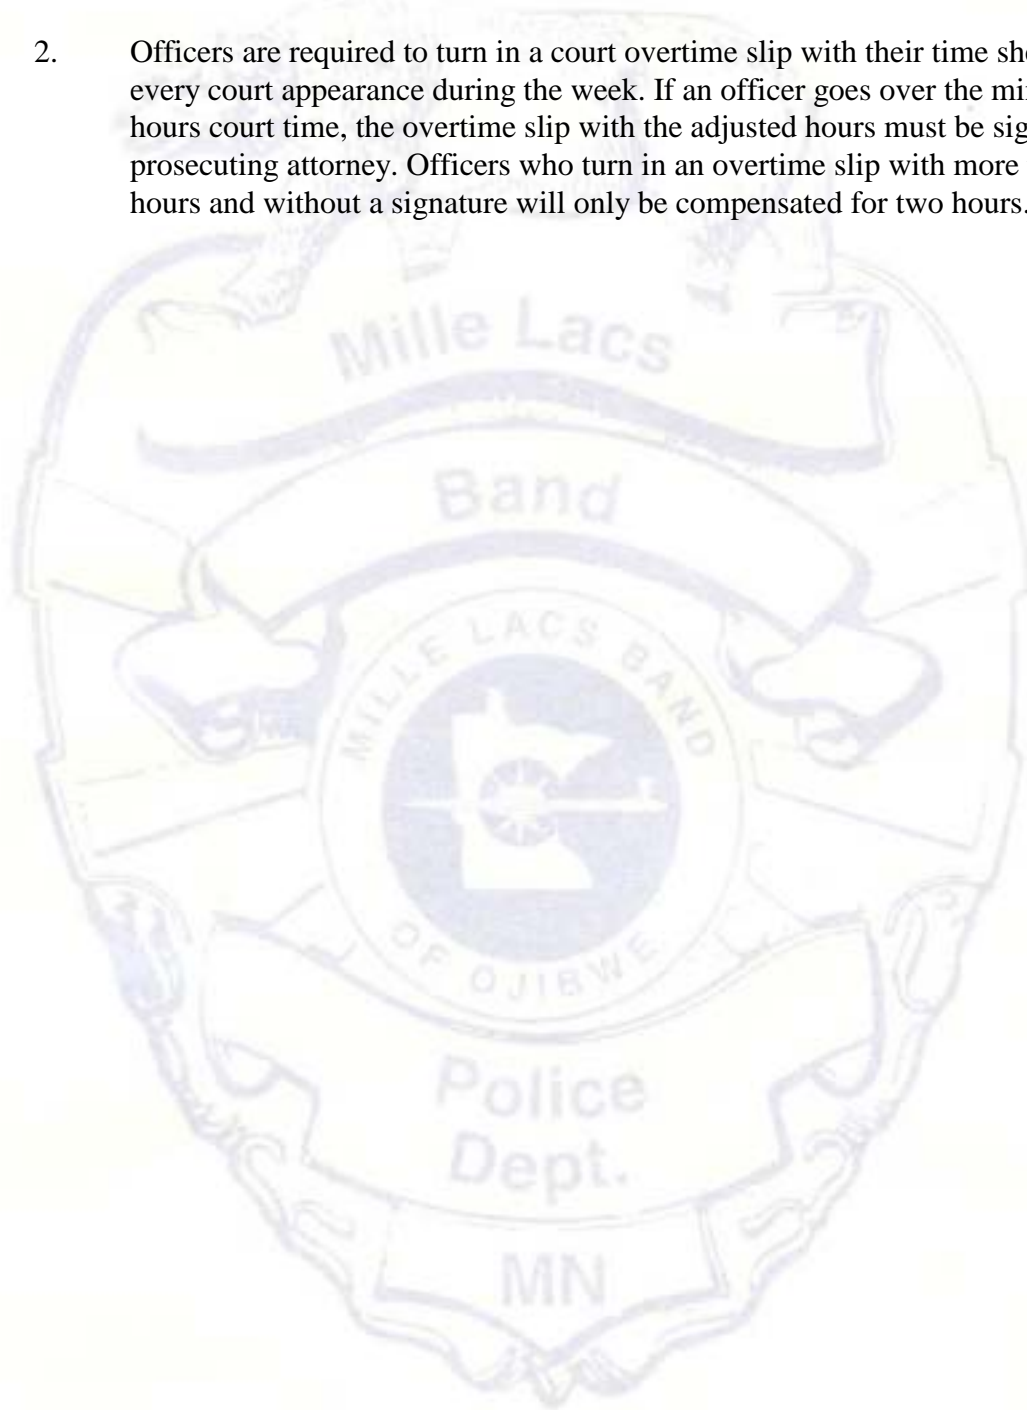 2. Officers are required to turn in a court overtime slip with their time
every court appearance during the week. If an officer goes over the
hours court time, the overtime slip with the adjusted hours must be
prosecuting attorney. Officers who turn in an overtime slip with more
hours and without a signature will only be compensated for two hours.
Mille Lacs
Band
MILLE LACS BAND
OF OJIBWE
Police
Dept.
MN